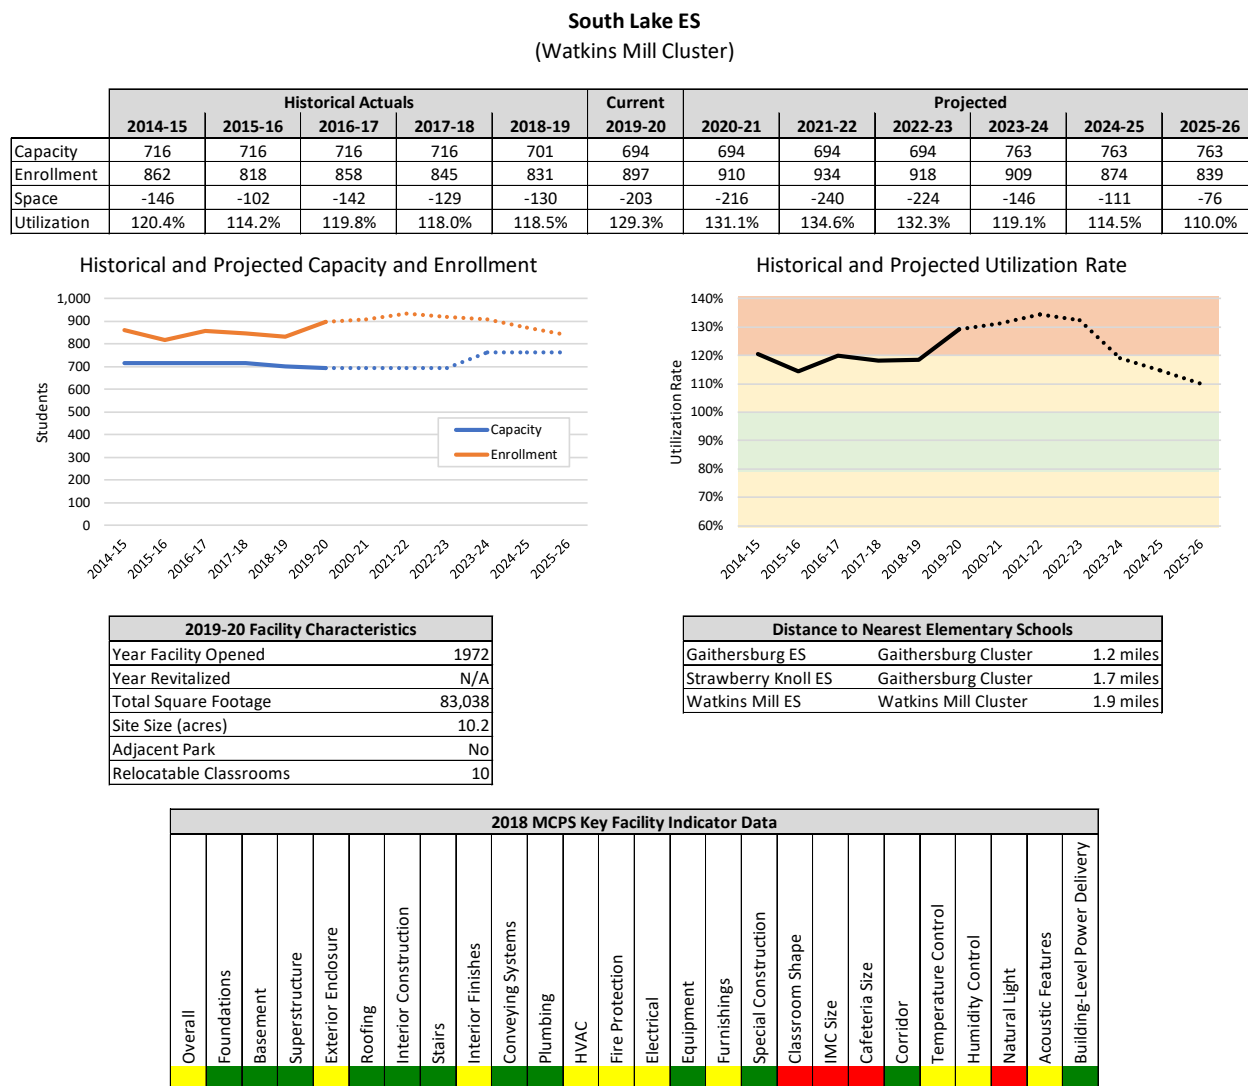 South Lake ES
(Watkins Mill Cluster)
Historical Actuals Current Projected
2014-15 2015-16 2016-17 2017-18 2018-19 2019-20 2020-21 2021-22 2022-23 2023-24 2024-25 2025-26
Capacity 716 716 716 716 701 694 694 694 694 763 763 763
Enrollment 862 818 858 845 831 897 910 934 918 909 874 839
Space -146 -102 -142 -129 -130 -203 -216 -240 -224 -146 -111 -76
Utilization 120.4% 114.2% 119.8% 118.0% 118.5% 129.3% 131.1% 134.6% 132.3% 119.1% 114.5% 110.0%
Historical and Projected Capacity and Enrollment
Students
1,000
900
800
700
600
500
400
300
200
100
0
Capacity
Enrollment
2014-15 2015-16 2016-17 2017-18 2018-19 2019-20 2020-21 2021-22 2022-23 2023-24 2024-25 2025-26
Historical and Projected Utilization Rate
Utilization Rate
140%
130%
120%
110%
100%
90%
80%
70%
60%
2014-15 2015-16 2016-17 2017-18 2018-19 2019-20 2020-21 2021-22 2022-23 2023-24 2024-25 2025-26
2019-20 Facility Characteristics
Year Facility Opened 1972
Year Revitalized N/A
Total Square Footage 83,038
Site Size (acres) 10.2
Adjacent Park No
Relocatable Classrooms 10
Distance to Nearest Elementary Schools
Gaithersburg ES Gaithersburg Cluster 1.2 miles
Strawberry Knoll ES Gaithersburg Cluster 1.7 miles
Watkins Mill ES Watkins Mill Cluster 1.9 miles
2018 MCPS Key Facility Indicator Data
Overall
Foundations
Basement
Superstructure
Exterior Enclosure
Roofing
Interior Construction
Stairs
Interior Finishes
Conveying Systems
Plumbing
HVAC
Fire Protection
Electrical
Equipment
Furnishings
Special Construction
Classroom Shape
IMC Size
Cafeteria Size
Corridor
Temperature Control
Humidity Control
Natural Light
Acoustic Features
Building-Level Power Delivery